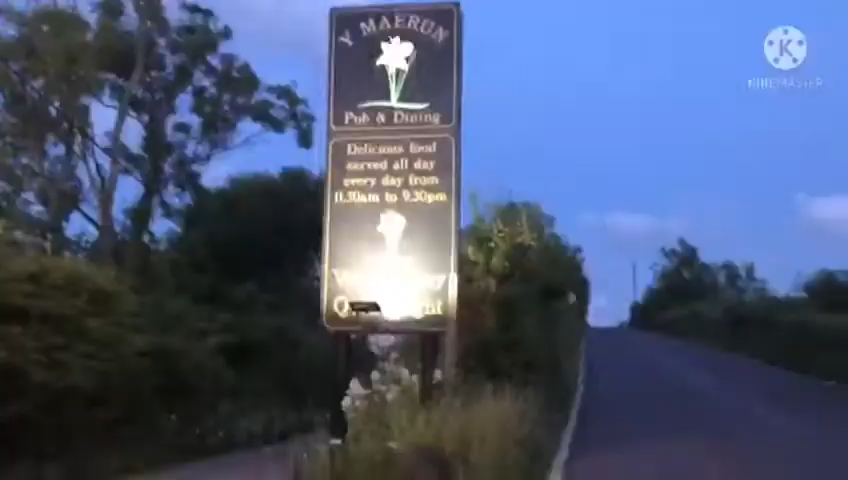 Y MAERUN
Pub & Dining
Delicious food
served all day
every day from
11.30am to 9.30pm
KINEMASTER